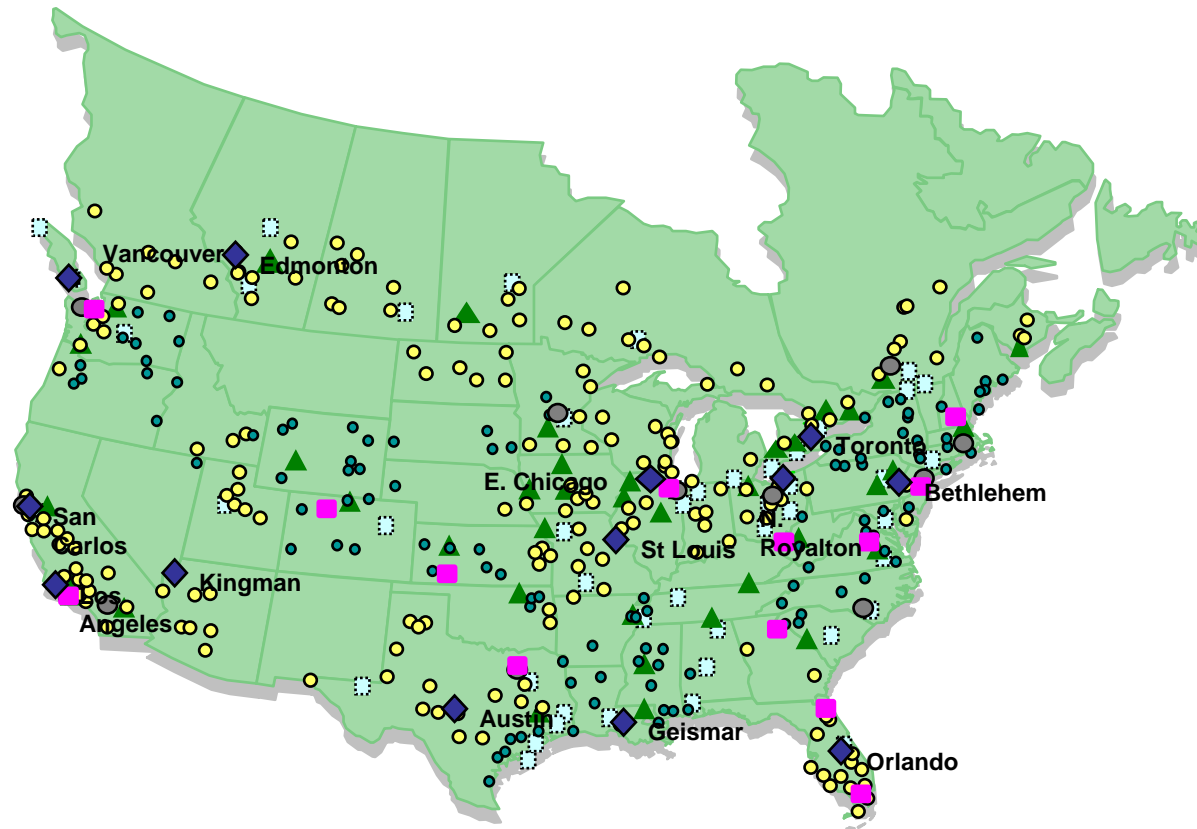 Vancouver
Edmonton
Toronto
E. Chicago
Bethlehem
San
Carlos
N.
Royalton
St Louis
Kingman
Los
Angeles
Austin
Geismar
Orlando